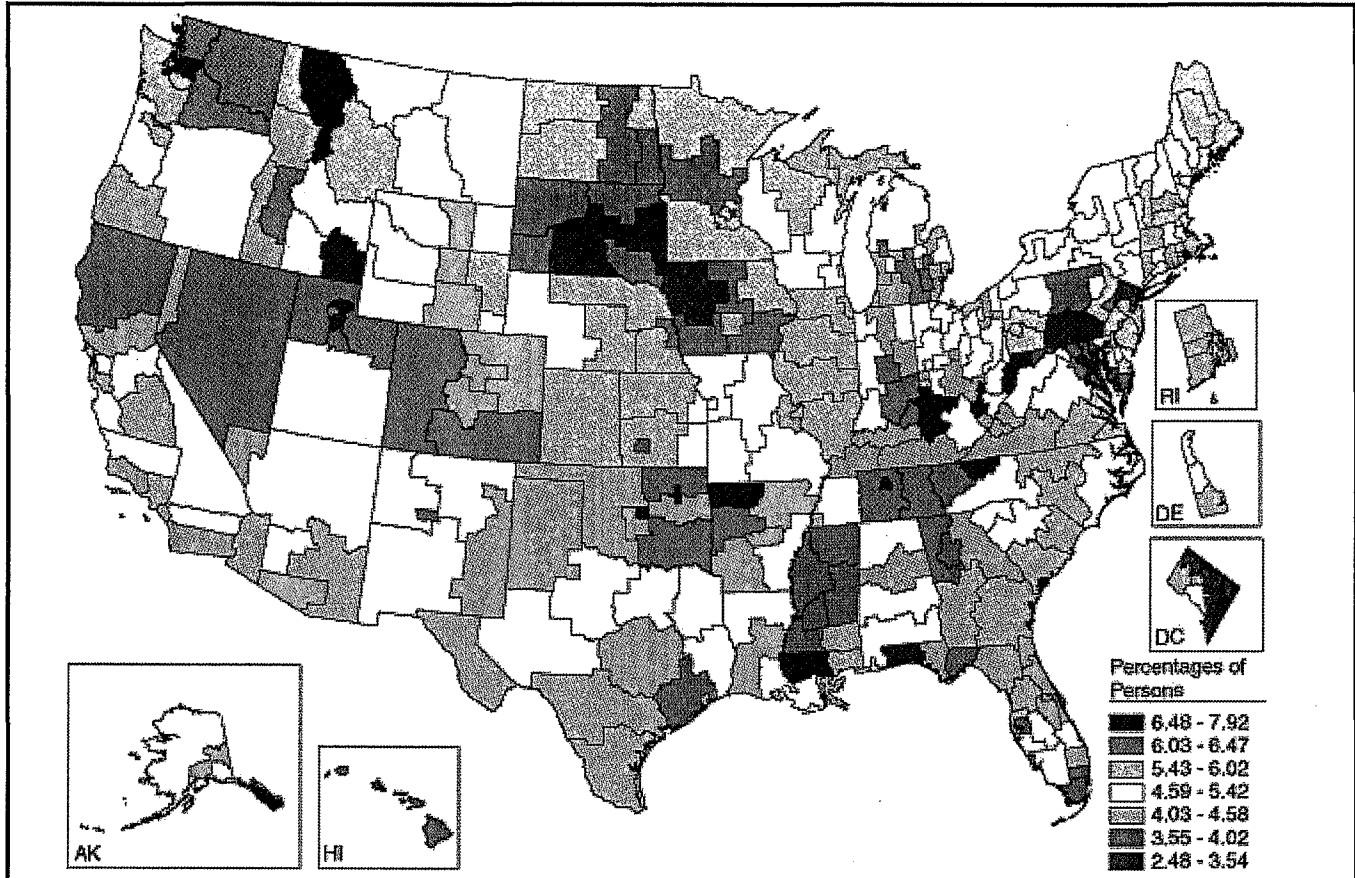 RI
DE
DC
AK
HI
Percentages of
Persons
6.48 - 7.92
6.03 - 6.47
5.43 - 6.02
4.59 - 5.42
4.03 - 4.58
3.55 - 4.02
2.48 - 3.54